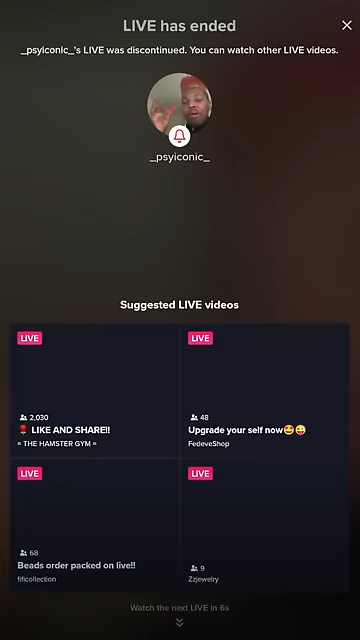 LIVE has ended
_psyiconic_'s LIVE was discontinued. You can watch other LIVE videos.
_psyiconic_
Suggested LIVE videos
LIVE
2,030
🌹 LIKE AND SHARE!!
= THE HAMSTER GYM =
LIVE
48
Upgrade your self now🤩😜
FedeveShop
LIVE
68
Beads order packed on live!!
fificollection
LIVE
9
Zzjewelry
Watch the next LIVE in 6s